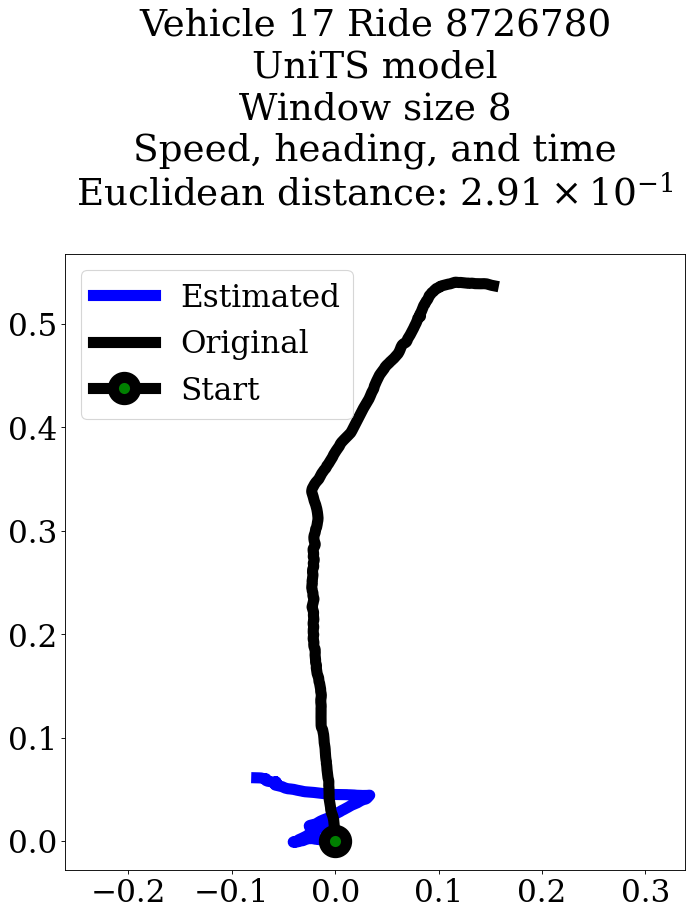 Vehicle 17 Ride 8726780
UniTS model
Window size 8
Speed, heading, and time
Euclidean distance: 2.91 × 10⁻¹
Estimated
Original
Start
0.5
0.4
0.3
0.2
0.1
0.0
−0.2 −0.1 0.0 0.1 0.2 0.3